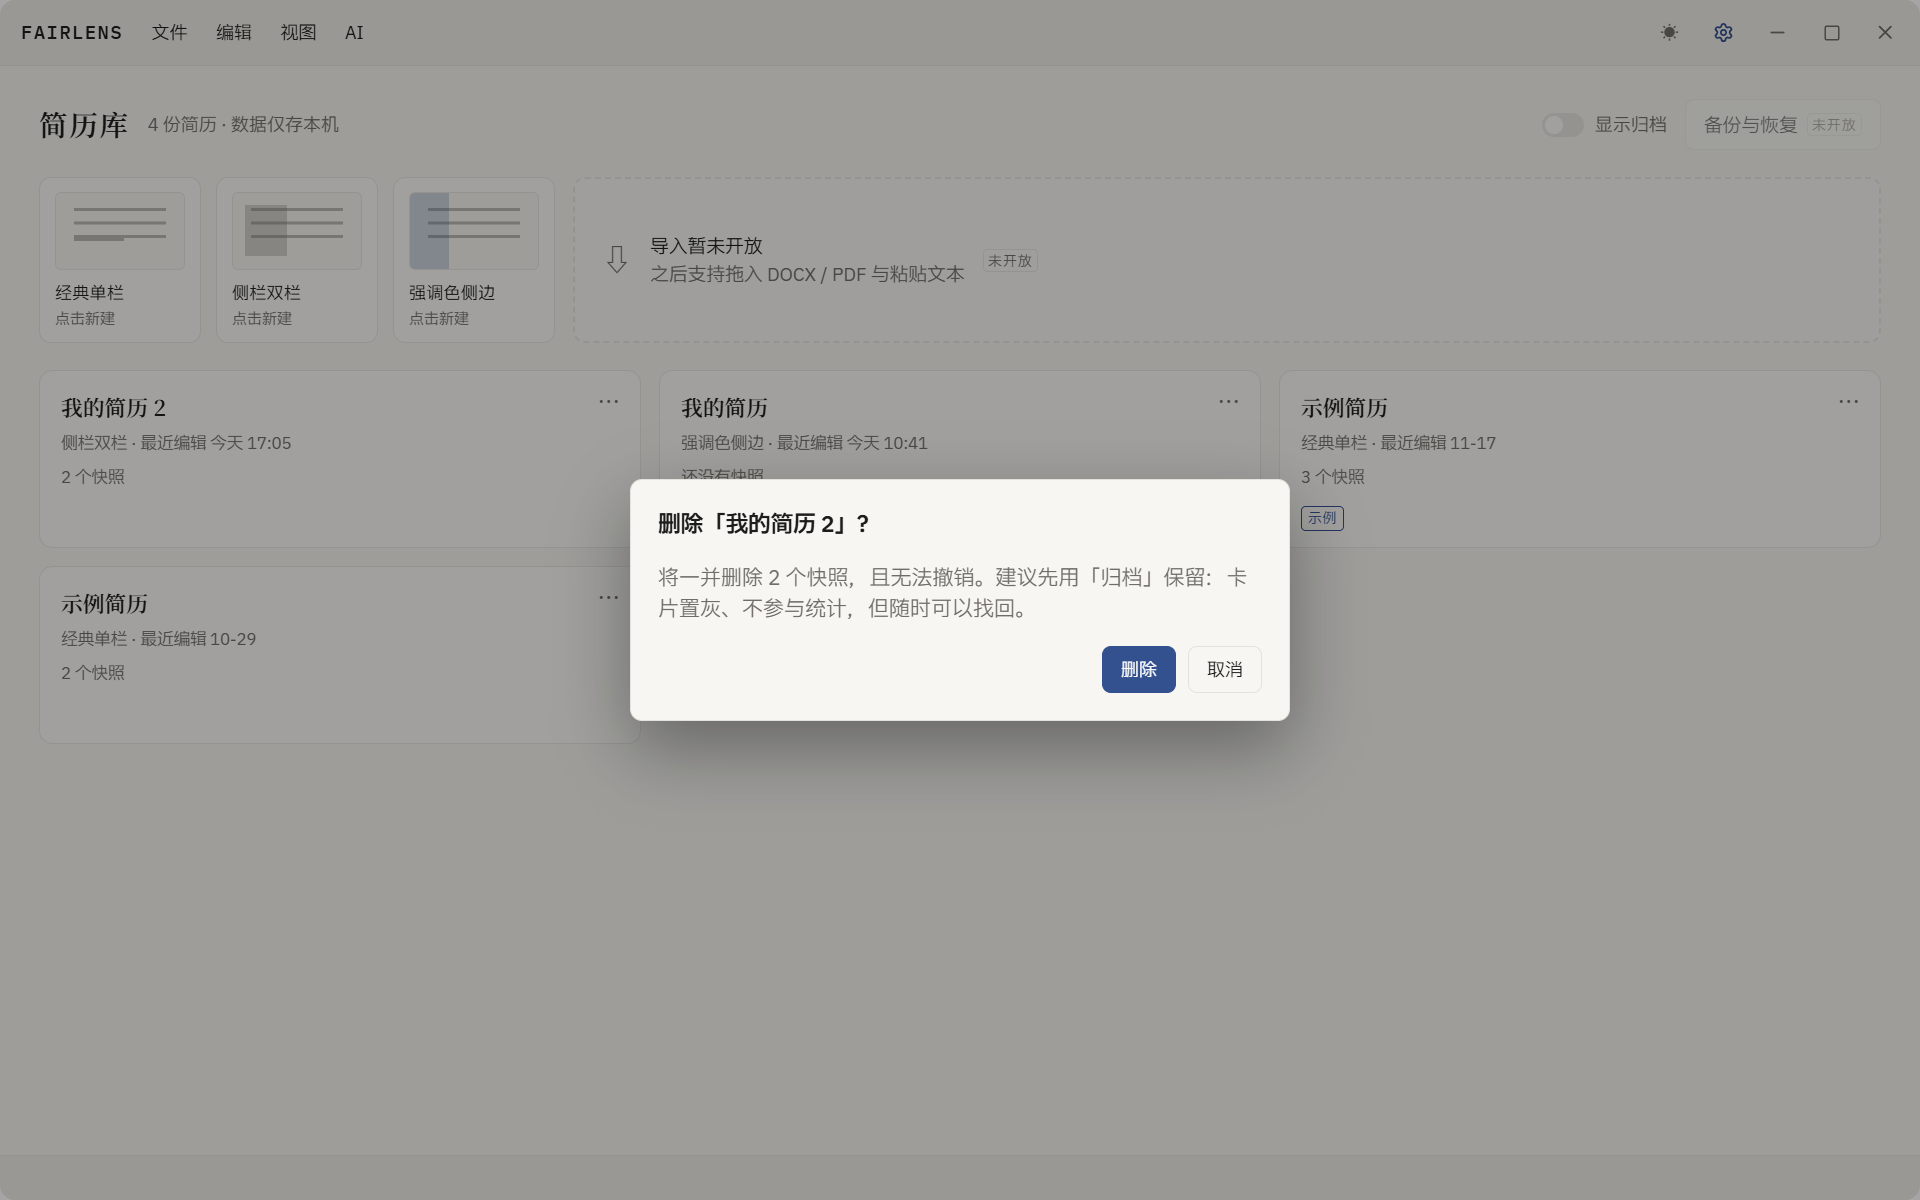 FAIRLENS 文件 编辑 视图 AI
简历库 4 份简历 · 数据仅存本机 显示归档 备份与恢复 未开放
经典单栏
点击新建
侧栏双栏
点击新建
强调色侧边
点击新建
导入暂未开放
之后支持拖入 DOCX / PDF 与粘贴文本
未开放
我的简历 2
侧栏双栏 · 最近编辑 今天 17:05
2 个快照
我的简历
强调色侧边 · 最近编辑 今天 10:41
还没有快照
示例简历
经典单栏 · 最近编辑 11-17
3 个快照
示例
示例简历
经典单栏 · 最近编辑 10-29
2 个快照
删除「我的简历 2」?
将一并删除 2 个快照，且无法撤销。建议先用「归档」保留：卡
片置灰、不参与统计，但随时可以找回。
删除 取消